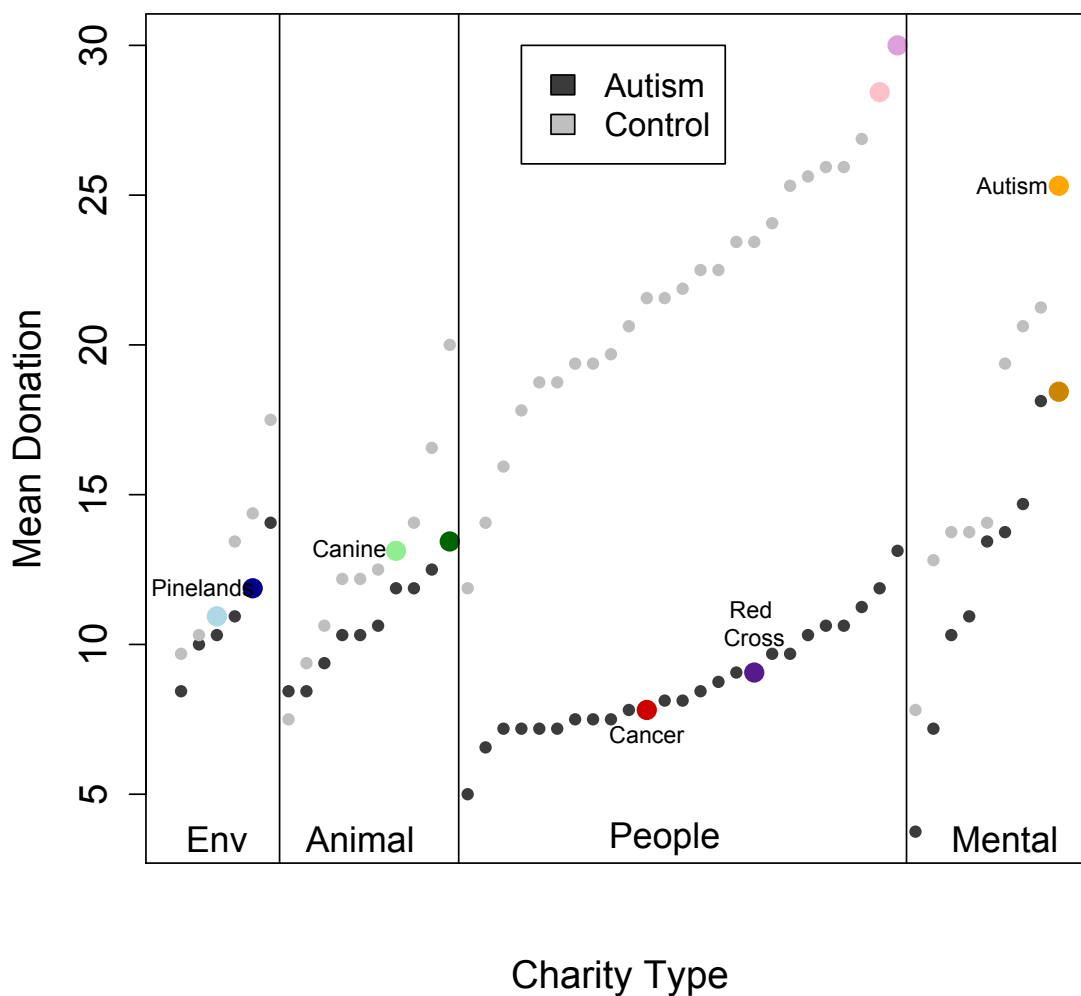 30
25
20
15
10
5
Mean Donation
Autism
Control
Autism
Canine
Pinelands
Red
Cross
Cancer
Env
Animal
People
Mental
Charity Type